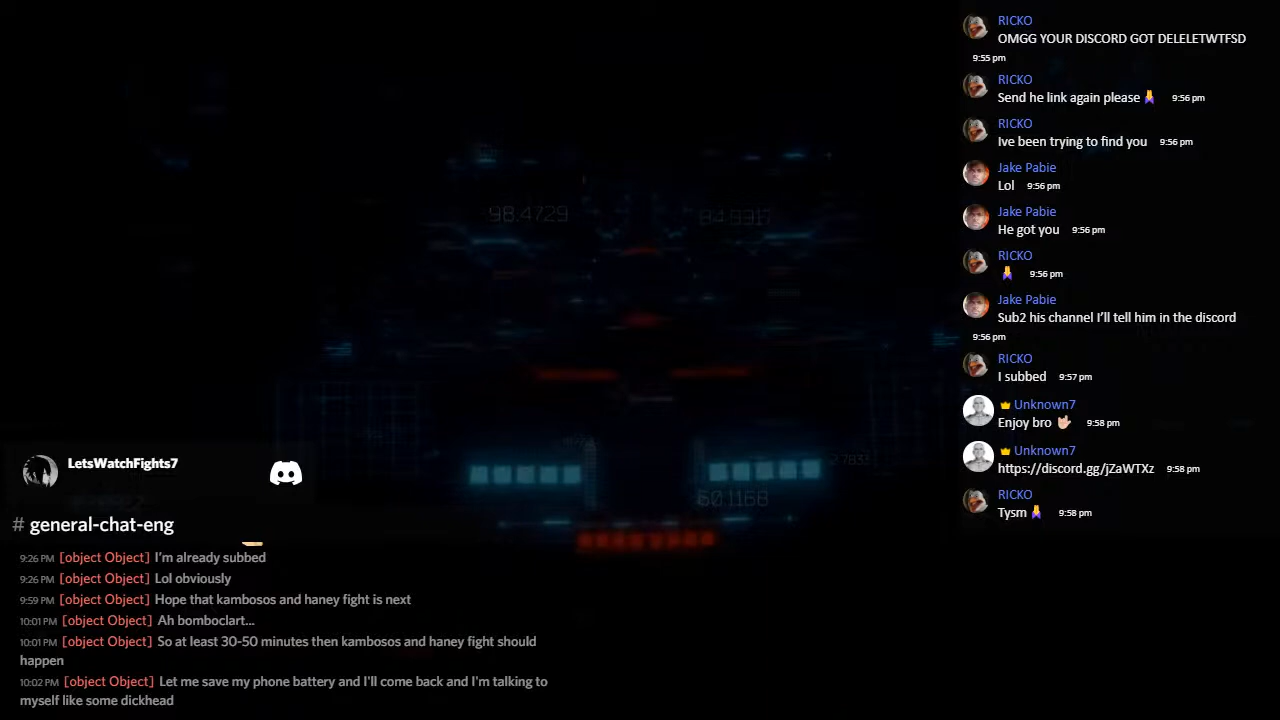 RICKO
OMGG YOUR DISCORD GOT DELELETWTFSD
9:55 pm
RICKO
Send he link again please 9:56 pm
RICKO
Ive been trying to find you 9:56 pm
Jake Pabie
Lol 9:56 pm
Jake Pabie
He got you 9:56 pm
RICKO
9:56 pm
Jake Pabie
Sub2 his channel I'll tell him in the discord
9:56 pm
RICKO
I subbed 9:57 pm
Unknown7
Enjoy bro 🤟🏻 9:58 pm
Unknown7
https://discord.gg/jZaWTXz 9:58 pm
RICKO
Tysm 9:58 pm
98.4729
60.1168
LetsWatchFights7
# general-chat-eng
9:26 PM [object Object] I'm already subbed
9:26 PM [object Object] Lol obviously
9:59 PM [object Object] Hope that kambosos and haney fight is next
10:01 PM [object Object] Ah bomboclart...
10:01 PM [object Object] So at least 30-50 minutes then kambosos and haney fight should
happen
10:02 PM [object Object] Let me save my phone battery and I'll come back and I'm talking to
myself like some dickhead